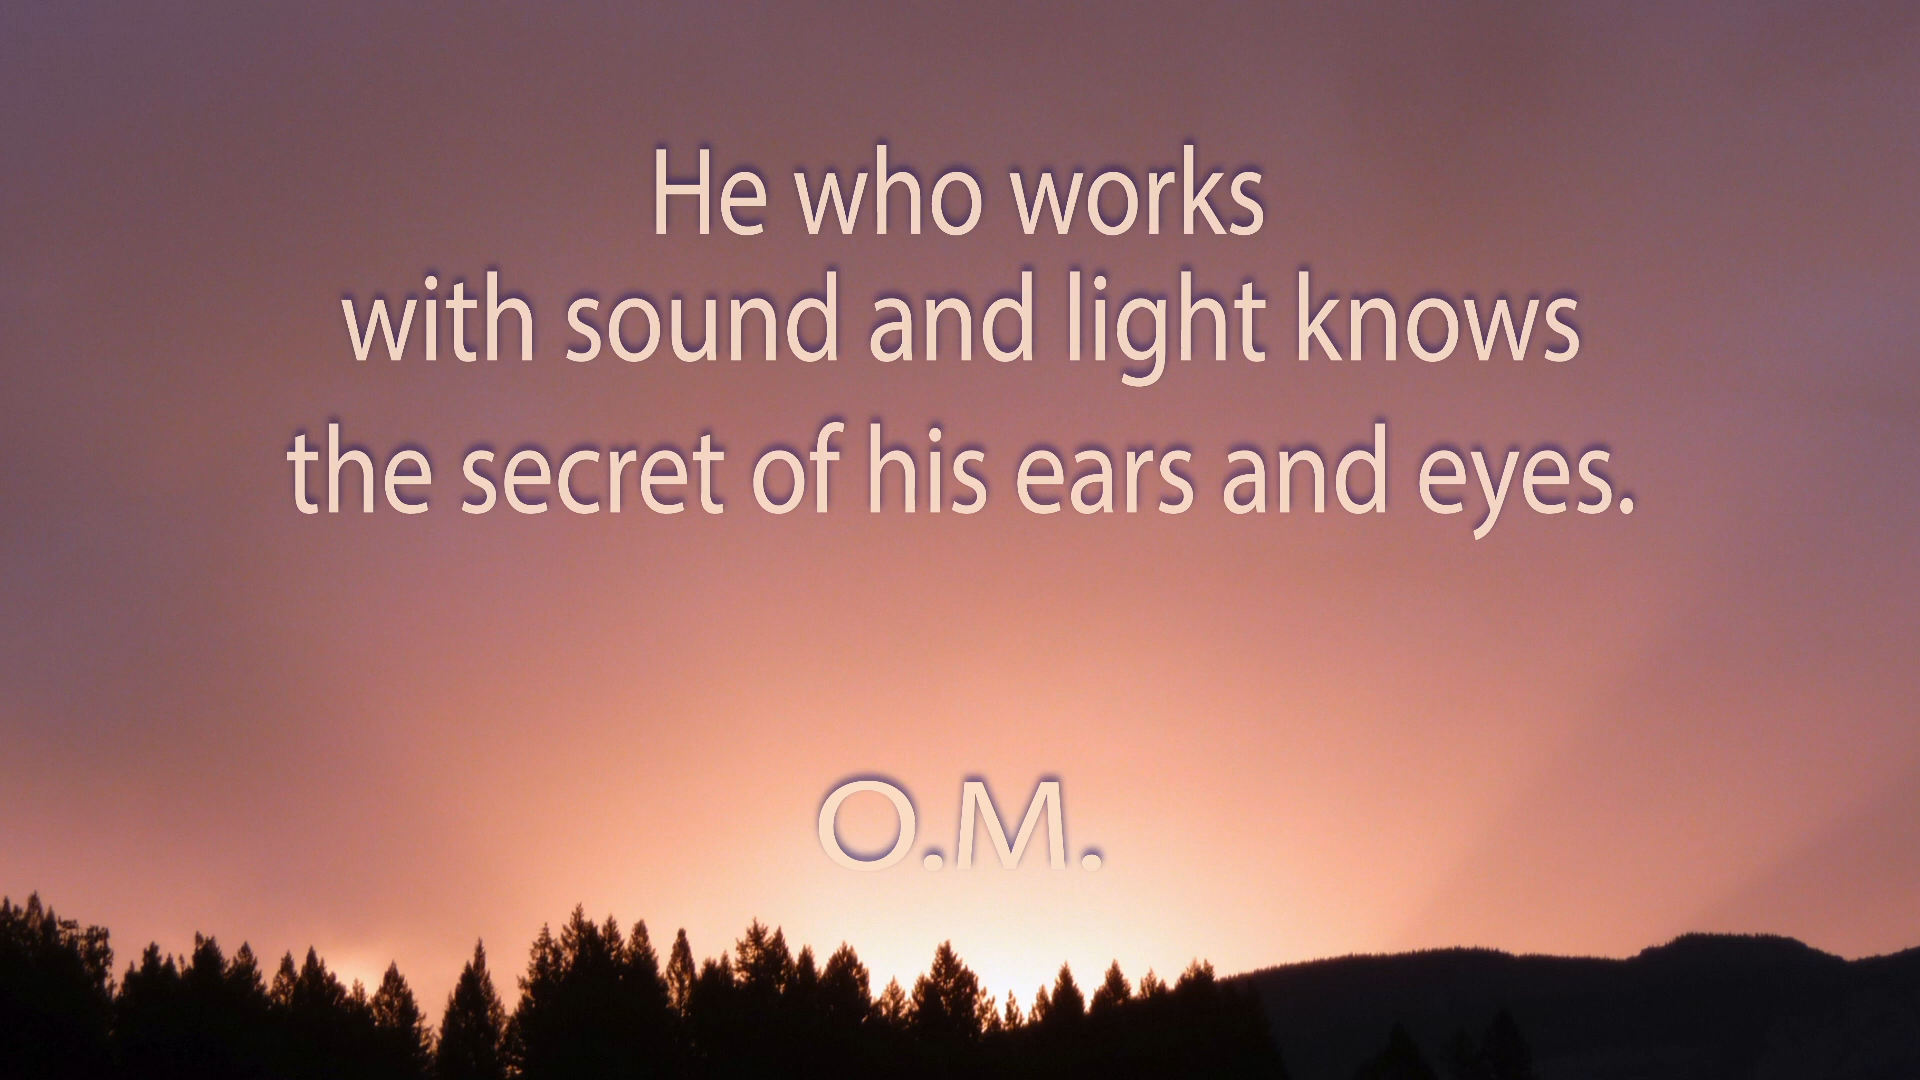 He who works
with sound and light knows
the secret of his ears and eyes.
O.M.